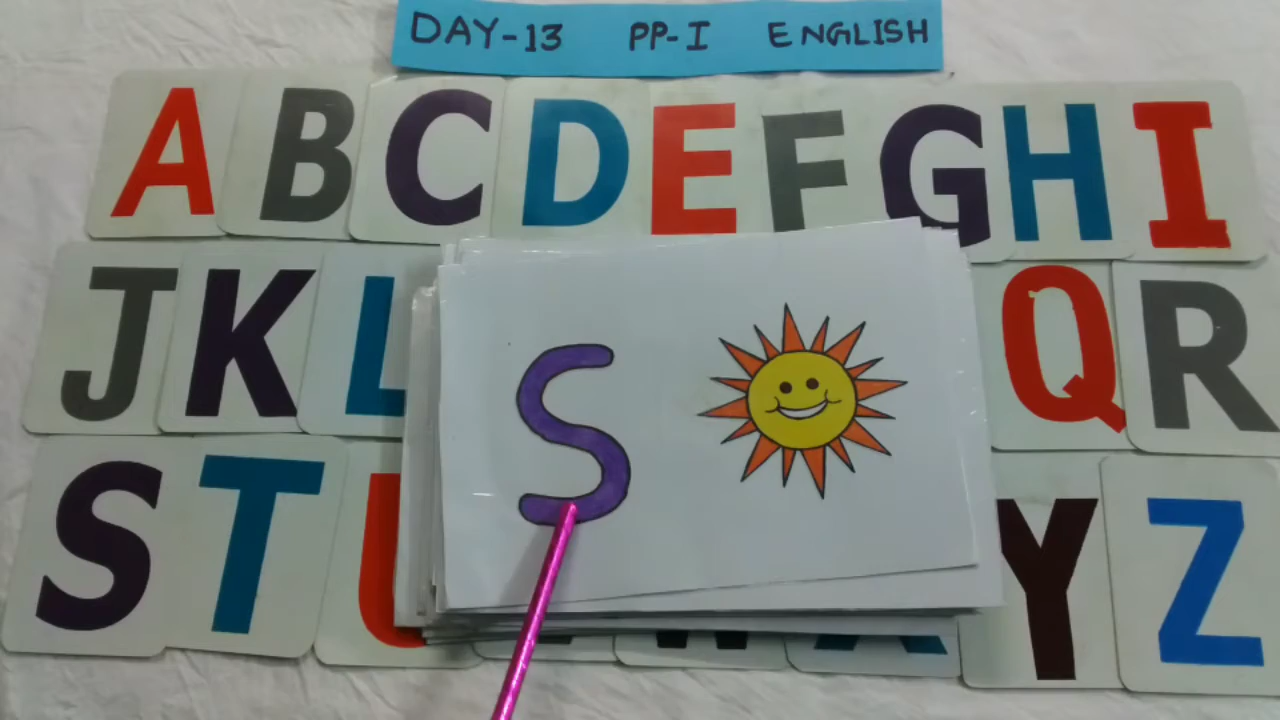 DAY-13 PP-I ENGLISH
A B C D E F G H I
J K L Q R
S
S T U W X Y Z